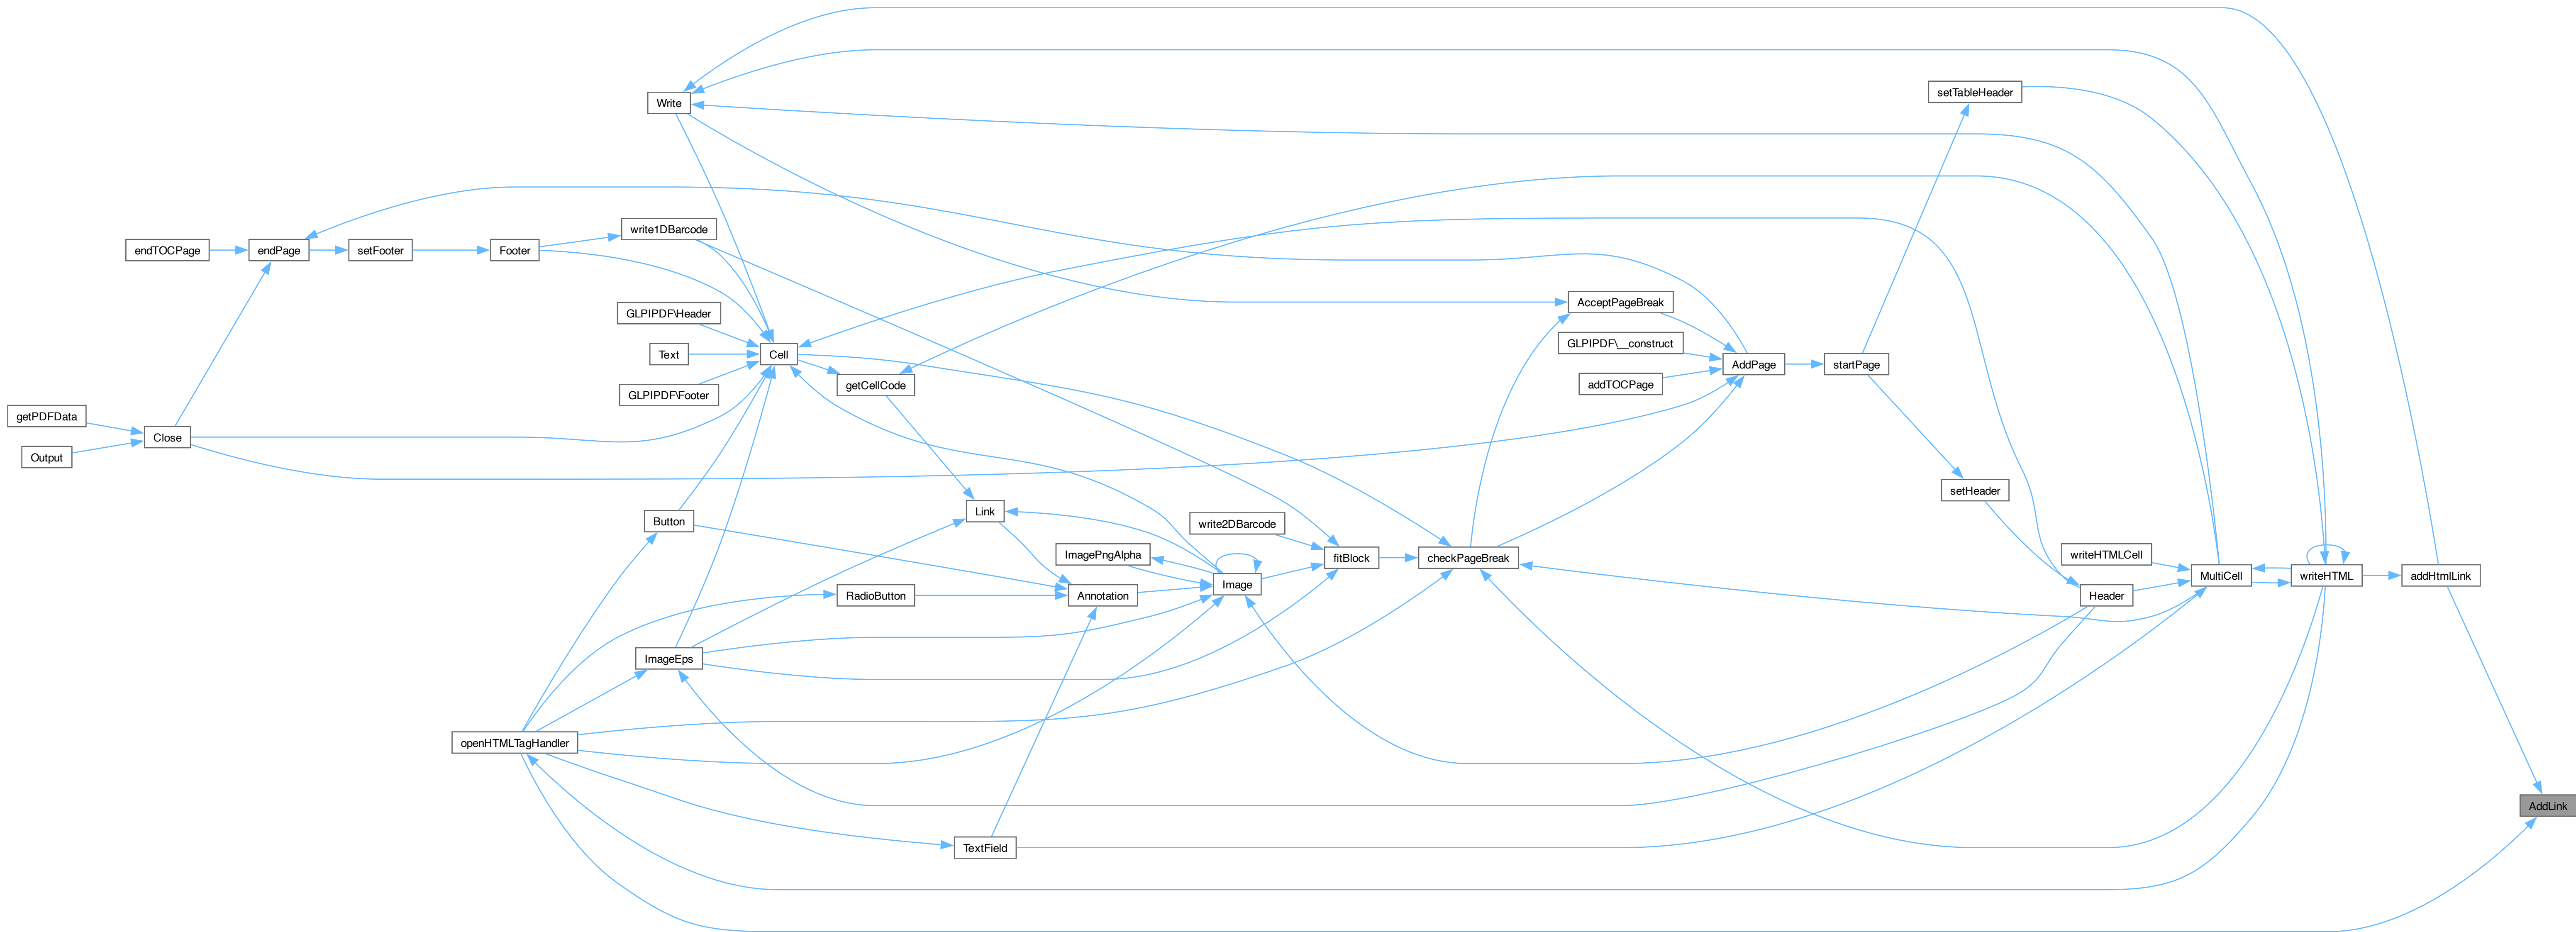 Write
setTableHeader
write1DBarcode
endTOCPage
endPage
setFooter
Footer
AcceptPageBreak
GLPIPDF\Header
GLPIPDF\__construct
Text
Cell
AddPage
startPage
addTOCPage
getCellCode
GLPIPDF\Footer
getPDFData
Close
Output
setHeader
Link
Button
write2DBarcode
ImagePngAlpha
fitBlock
checkPageBreak
writeHTMLCell
Image
MultiCell
writeHTML
addHtmlLink
RadioButton
Annotation
Header
ImageEps
openHTMLTagHandler
AddLink
TextField